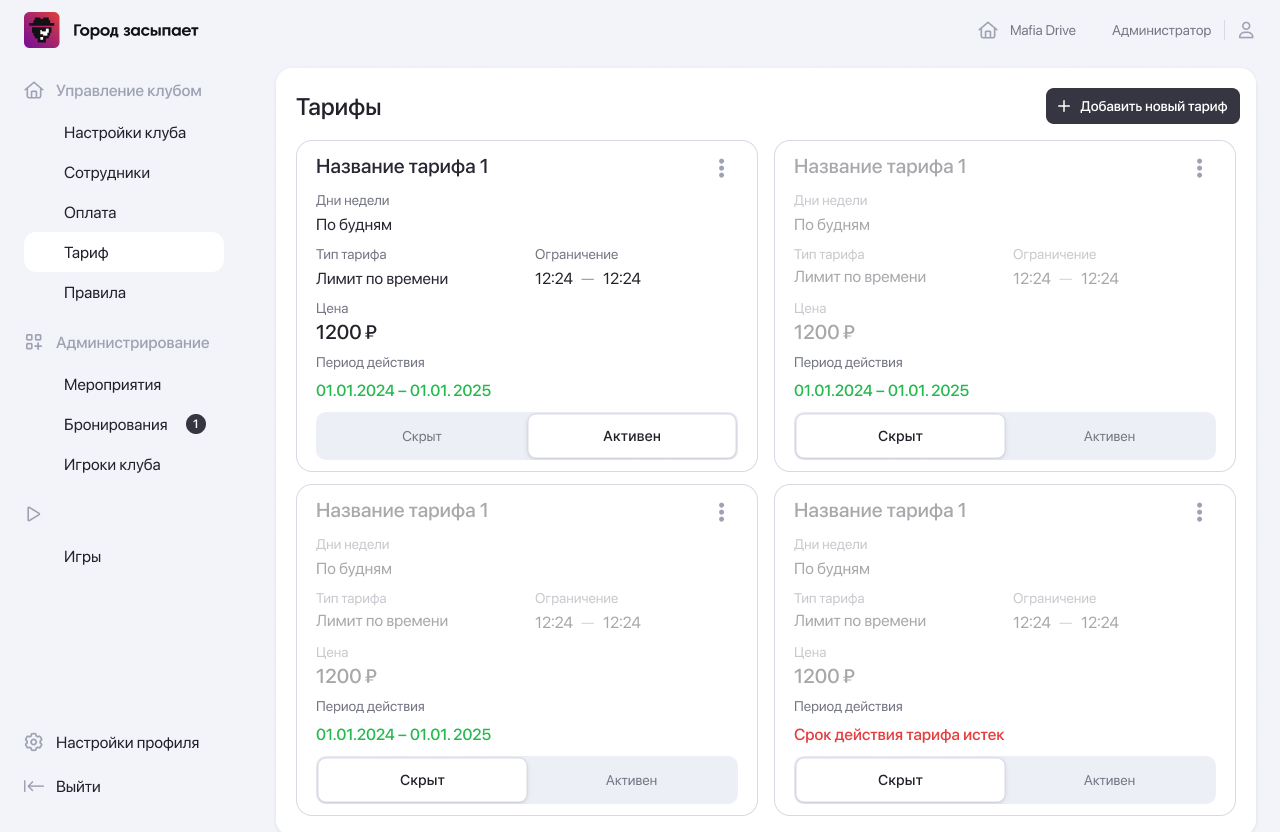 Город засыпает
Mafia Drive
Администратор
Управление клубом
Настройки клуба
Сотрудники
Оплата
Тариф
Правила
Администрирование
Мероприятия
Бронирования 1
Игроки клуба
Игры
Настройки профиля
Выйти
Тарифы
+ Добавить новый тариф
Название тарифа 1
Дни недели
По будням
Тип тарифа Ограничение
Лимит по времени 12:24 — 12:24
Цена
1200 ₽
Период действия
01.01.2024 – 01.01. 2025
Скрыт Активен
Название тарифа 1
Дни недели
По будням
Тип тарифа Ограничение
Лимит по времени 12:24 — 12:24
Цена
1200 ₽
Период действия
01.01.2024 – 01.01. 2025
Скрыт Активен
Название тарифа 1
Дни недели
По будням
Тип тарифа Ограничение
Лимит по времени 12:24 — 12:24
Цена
1200 ₽
Период действия
01.01.2024 – 01.01. 2025
Скрыт Активен
Название тарифа 1
Дни недели
По будням
Тип тарифа Ограничение
Лимит по времени 12:24 — 12:24
Цена
1200 ₽
Период действия
Срок действия тарифа истек
Скрыт Активен